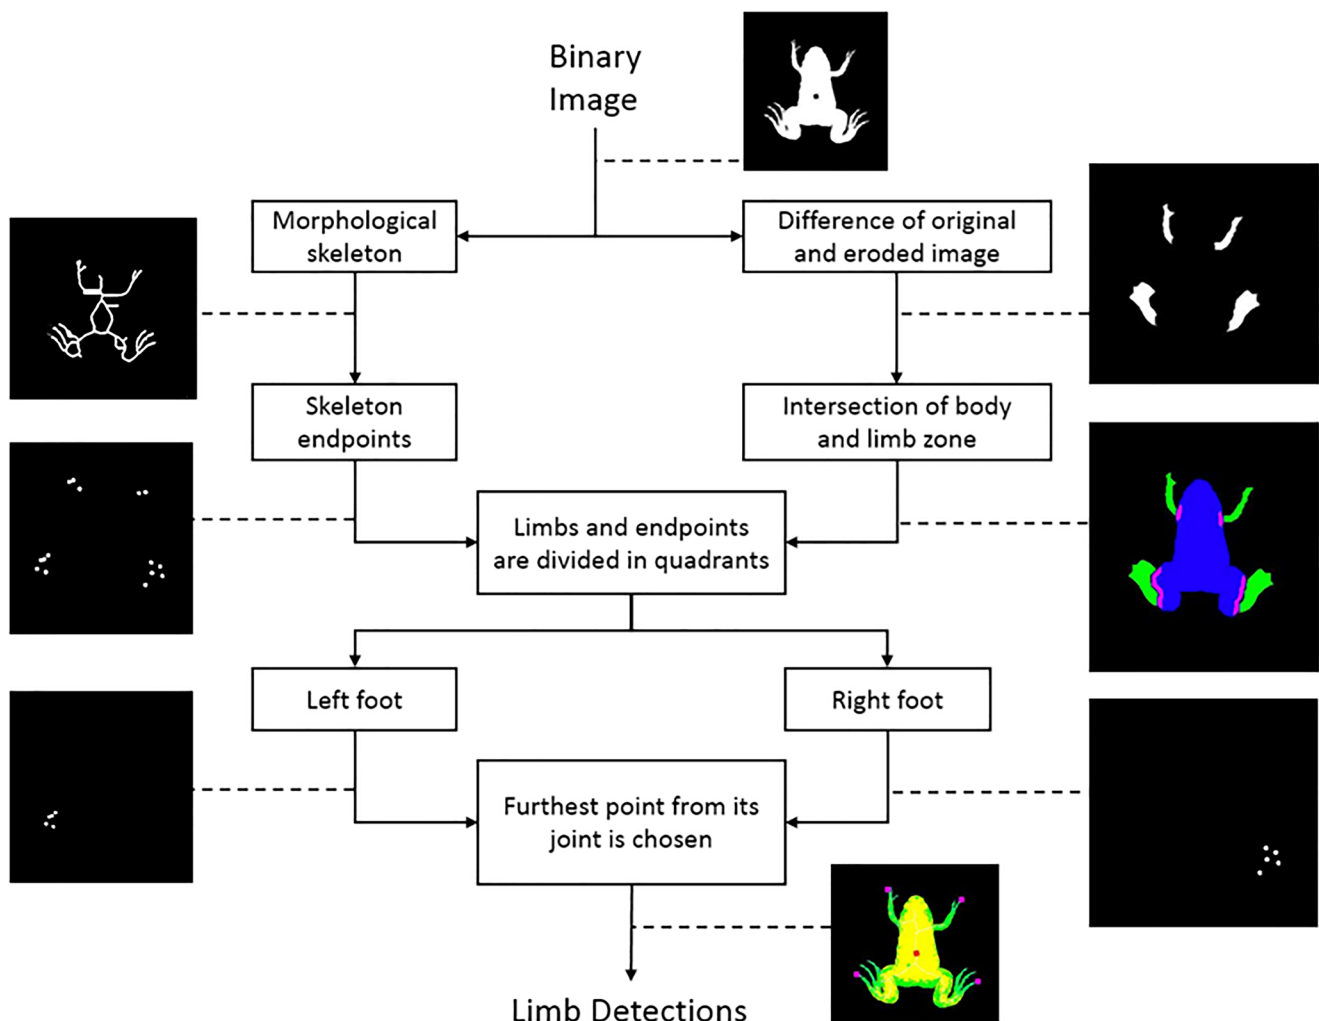 Binary
Image
Morphological
skeleton
Difference of original
and eroded image
Skeleton
endpoints
Intersection of body
and limb zone
Limbs and endpoints
are divided in quadrants
Left foot
Right foot
Furthest point from its
joint is chosen
Limb Detections